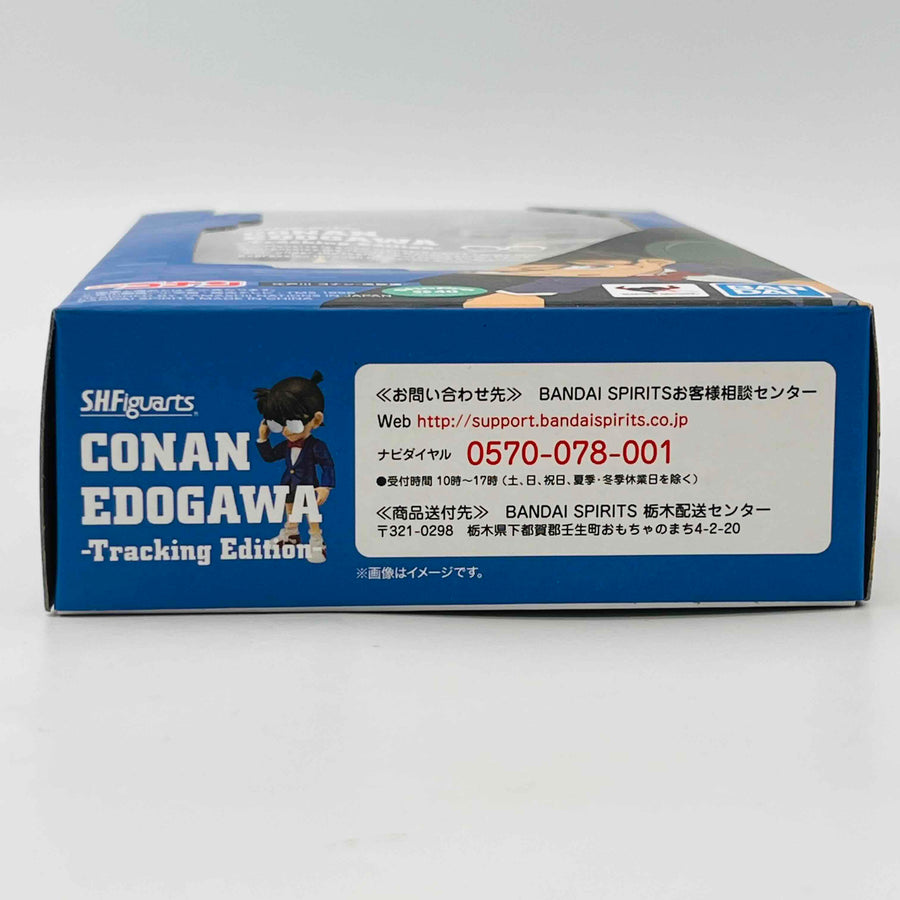 CONAN
EDOGAWA
JAPAN
BAN
DAI
S.H.Figuarts
CONAN
EDOGAWA
-Tracking Edition-
≪お問い合わせ先≫ BANDAI SPIRITSお客様相談センター
Web http://support.bandaispirits.co.jp
ナビダイヤル 0570-078-001
●受付時間 10時~17時 (土、日、祝日、夏季・冬季休業日を除く)
≪商品送付先≫ BANDAI SPIRITS 栃木配送センター
〒321-0298 栃木県下都賀郡壬生町おもちゃのまち4-2-20
※画像はイメージです。